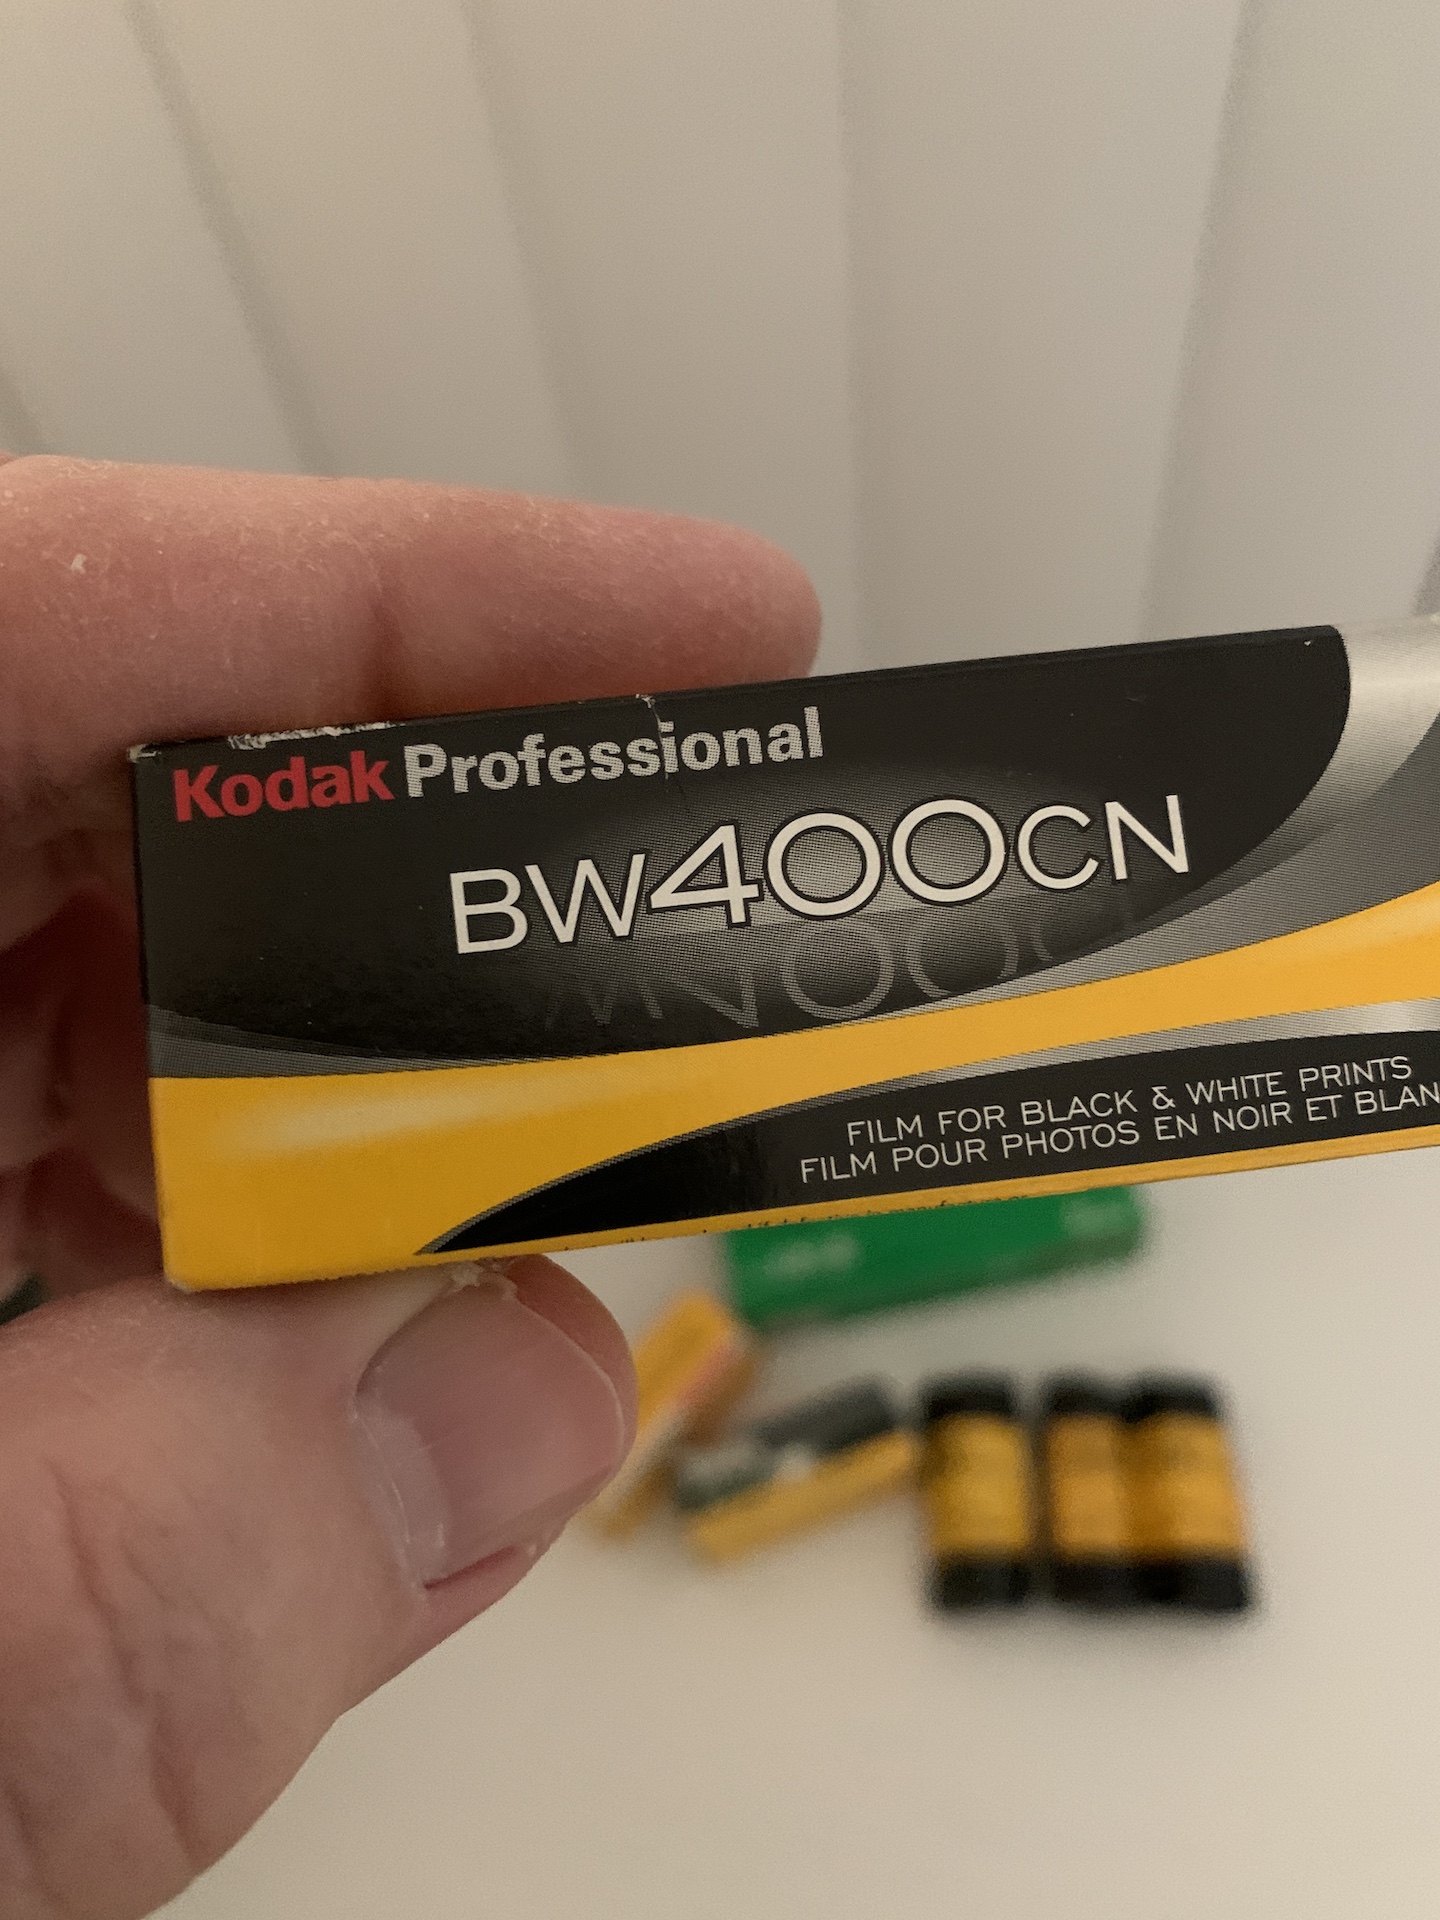 Kodak Professional
BW400CN
FILM FOR BLACK & WHITE PRINTS
FILM POUR PHOTOS EN NOIR ET BLAN